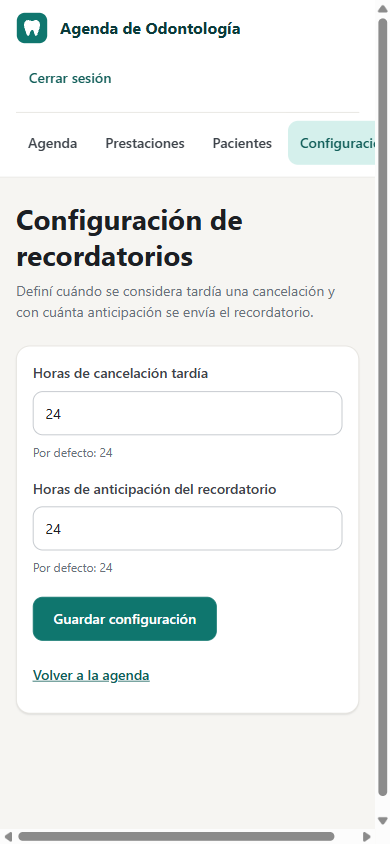 Agenda de Odontología
Cerrar sesión
Agenda Prestaciones Pacientes Configuraci
Configuración de
recordatorios
Definí cuándo se considera tardía una cancelación y
con cuánta anticipación se envía el recordatorio.
Horas de cancelación tardía
24
Por defecto: 24
Horas de anticipación del recordatorio
24
Por defecto: 24
Guardar configuración
Volver a la agenda